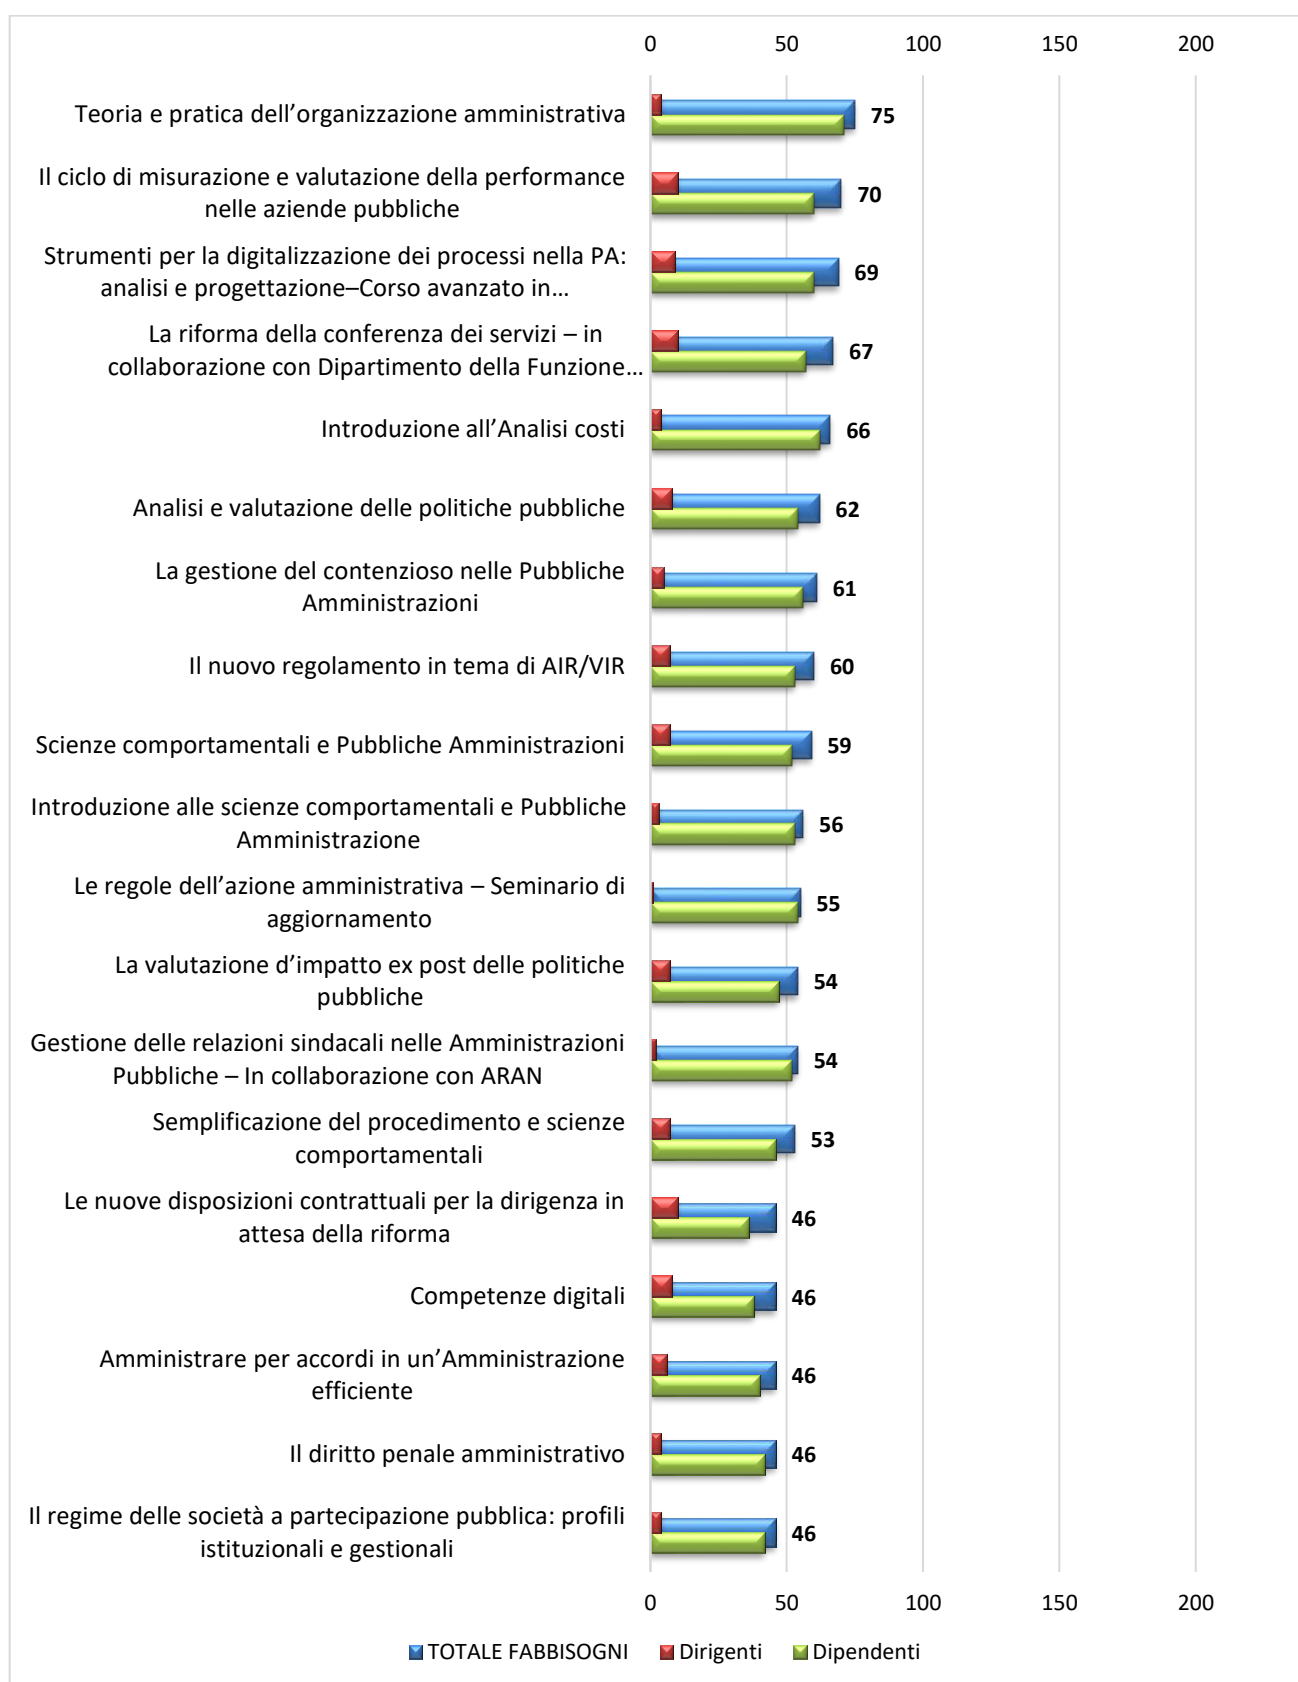 0 50 100 150 200
Teoria e pratica dell’organizzazione amministrativa 75
Il ciclo di misurazione e valutazione della performance
nelle aziende pubbliche 70
Strumenti per la digitalizzazione dei processi nella PA:
analisi e progettazione–Corso avanzato in… 69
La riforma della conferenza dei servizi – in
collaborazione con Dipartimento della Funzione… 67
Introduzione all’Analisi costi 66
Analisi e valutazione delle politiche pubbliche 62
La gestione del contenzioso nelle Pubbliche
Amministrazioni 61
Il nuovo regolamento in tema di AIR/VIR 60
Scienze comportamentali e Pubbliche Amministrazioni 59
Introduzione alle scienze comportamentali e Pubbliche
Amministrazione 56
Le regole dell’azione amministrativa – Seminario di
aggiornamento 55
La valutazione d’impatto ex post delle politiche
pubbliche 54
Gestione delle relazioni sindacali nelle Amministrazioni
Pubbliche – In collaborazione con ARAN 54
Semplificazione del procedimento e scienze
comportamentali 53
Le nuove disposizioni contrattuali per la dirigenza in
attesa della riforma 46
Competenze digitali 46
Amministrare per accordi in un’Amministrazione
efficiente 46
Il diritto penale amministrativo 46
Il regime delle società a partecipazione pubblica: profili
istituzionali e gestionali 46
0 50 100 150 200
TOTALE FABBISOGNI Dirigenti Dipendenti